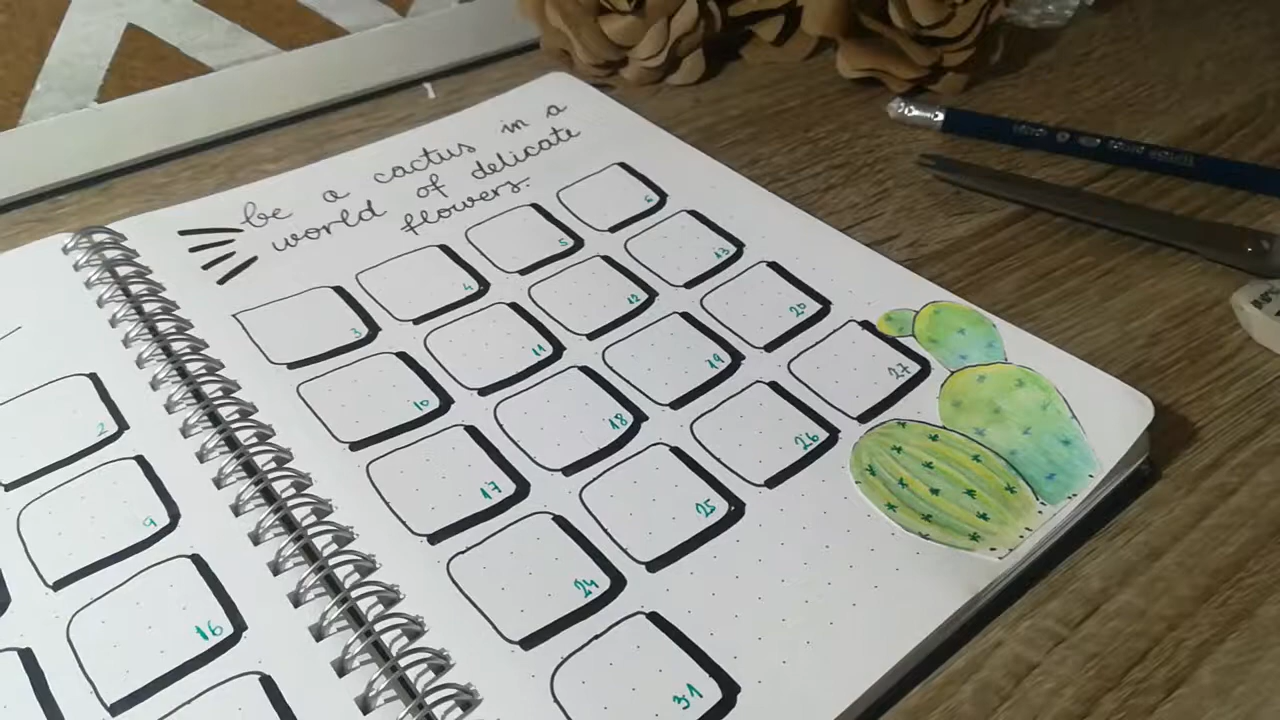 be a cactus in a
world of delicate
flowers.
3 4 5 6
10 11 12 13
17 18 19 20
24 25 26 27
31
2
9
16